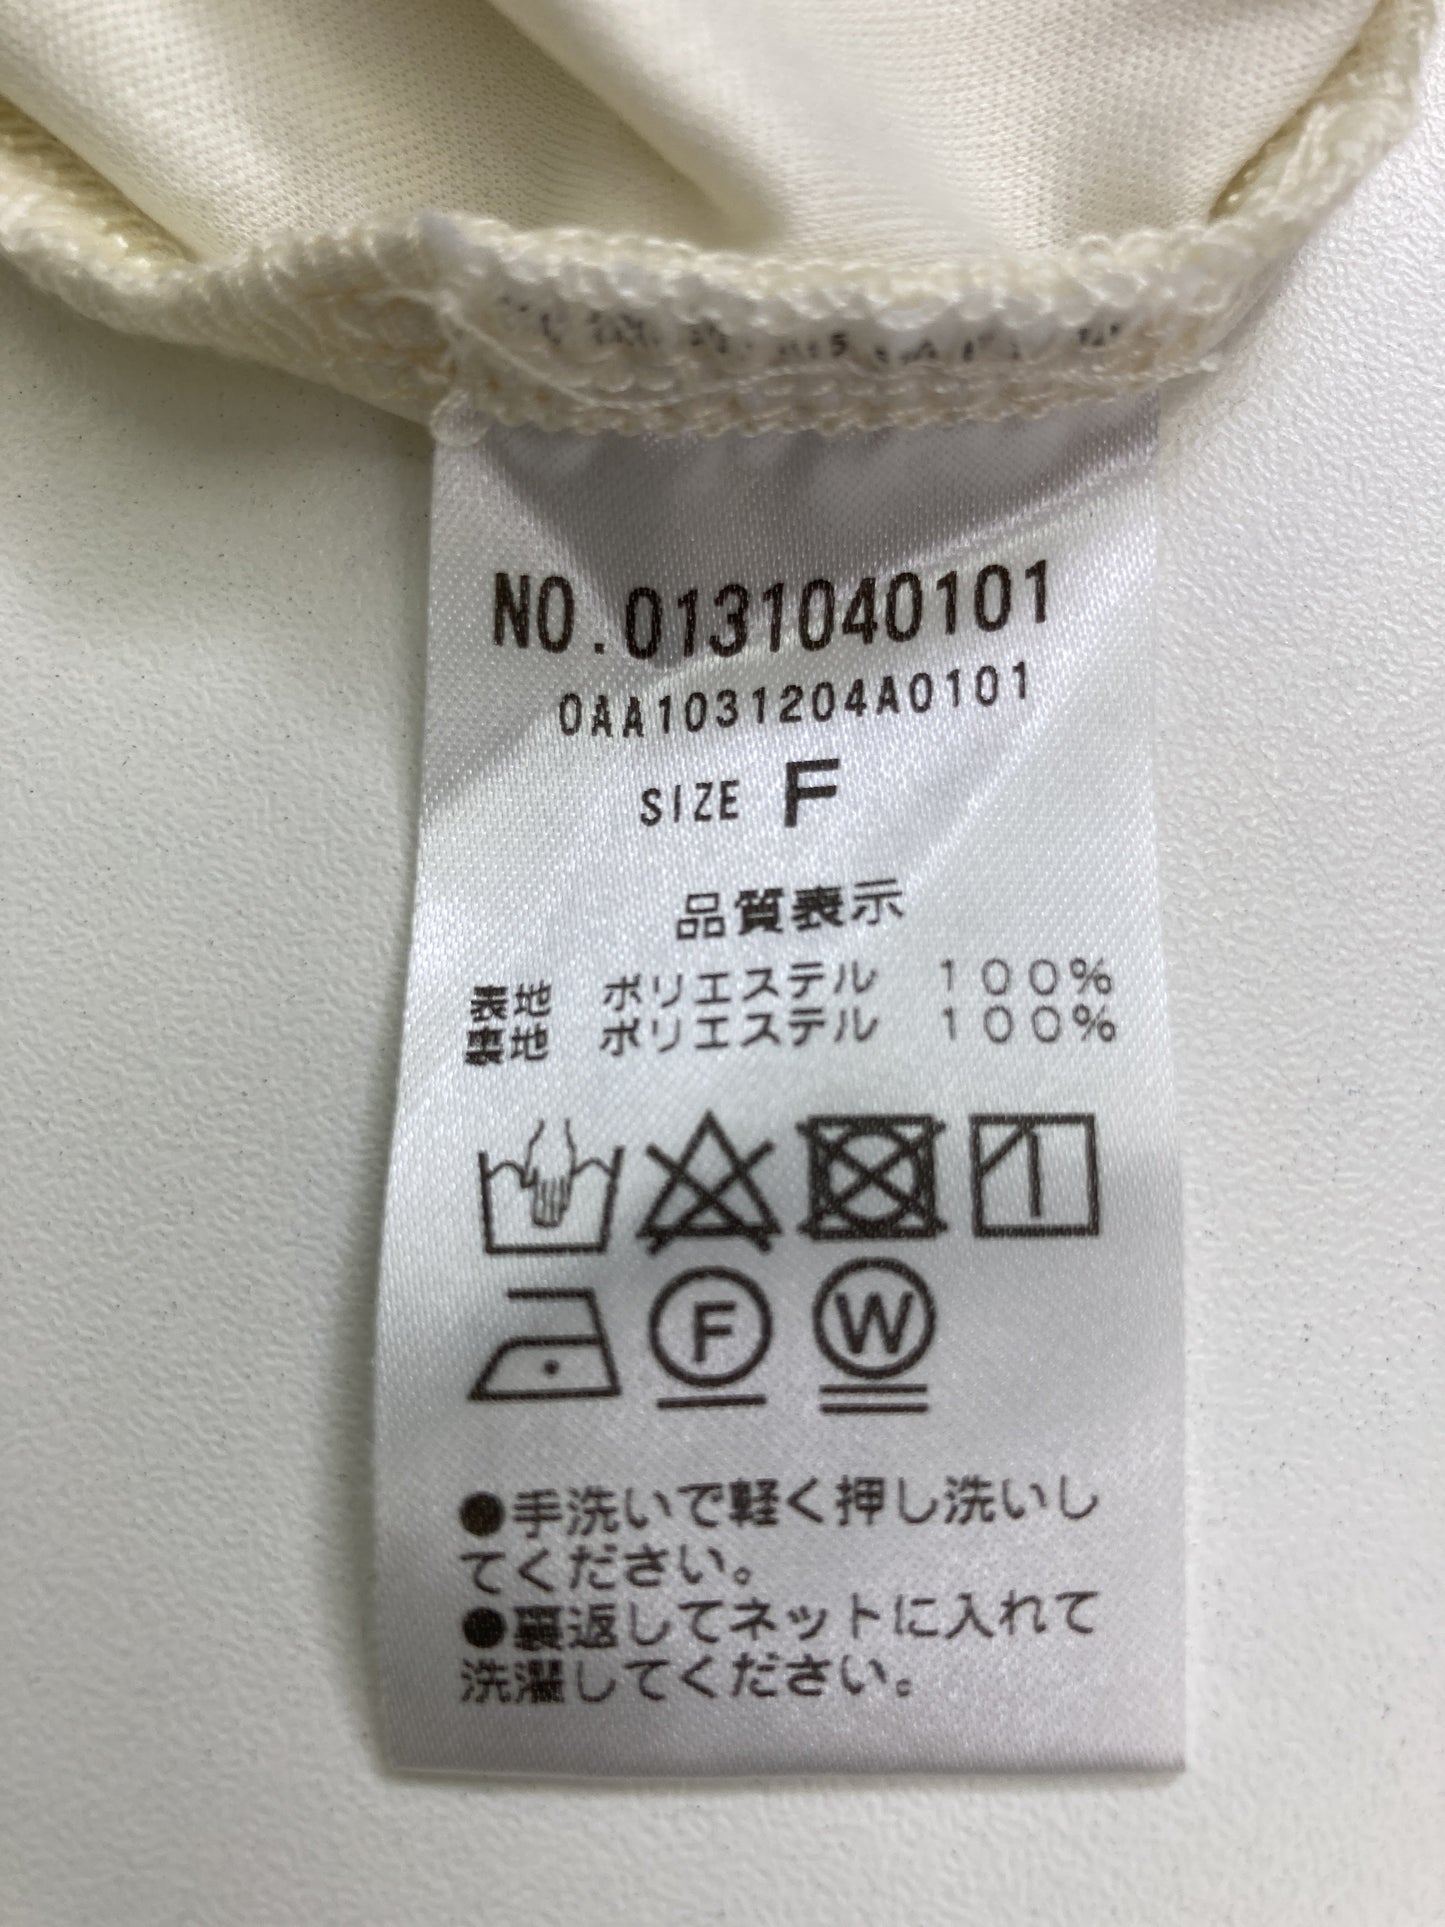 NO.0131040101
0AA1031204A0101
SIZE F
品質表示
表地 ポリエステル 100%
裏地 ポリエステル 100%
F
W
●手洗いで軽く押し洗いし
てください。
●裏返してネットに入れて
洗濯してください。